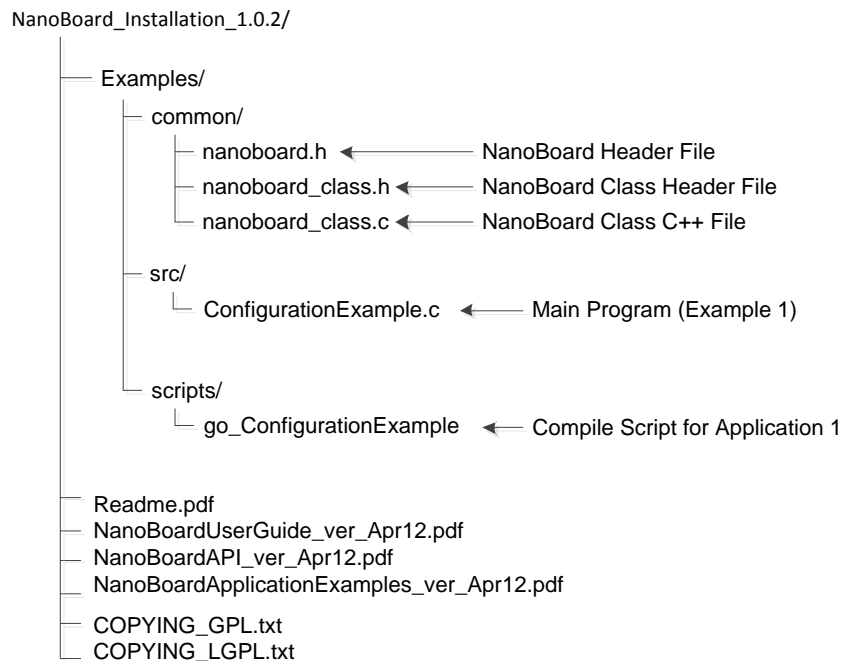 NanoBoard_Installation_1.0.2/
Examples/
common/
nanoboard.h NanoBoard Header File
nanoboard_class.h NanoBoard Class Header File
nanoboard_class.c NanoBoard Class C++ File
src/
ConfigurationExample.c Main Program (Example 1)
scripts/
go_ConfigurationExample Compile Script for Application 1
Readme.pdf
NanoBoardUserGuide_ver_Apr12.pdf
NanoBoardAPI_ver_Apr12.pdf
NanoBoardApplicationExamples_ver_Apr12.pdf
COPYING_GPL.txt
COPYING_LGPL.txt